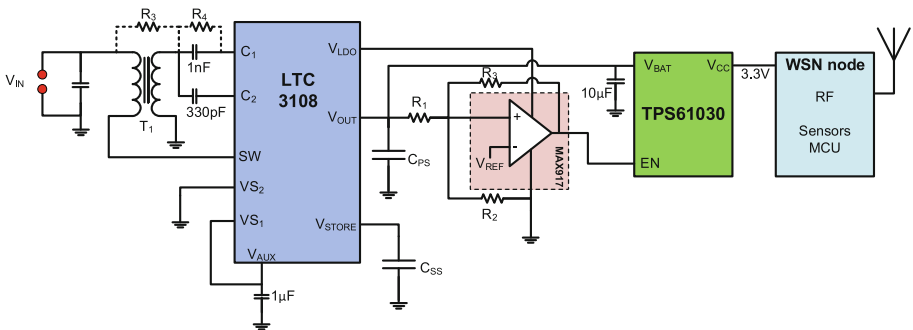 R3
R4
VIN
1nF
330pF
T1
C1
C2
LTC
3108
VLDO
VOUT
SW
VS2
VS1
VSTORE
VAUX
1µF
CPS
CSS
R1
R3
R2
+
-
VREF
MAX917
10µF
VBAT
VCC
TPS61030
EN
3.3V
WSN node
RF
Sensors
MCU